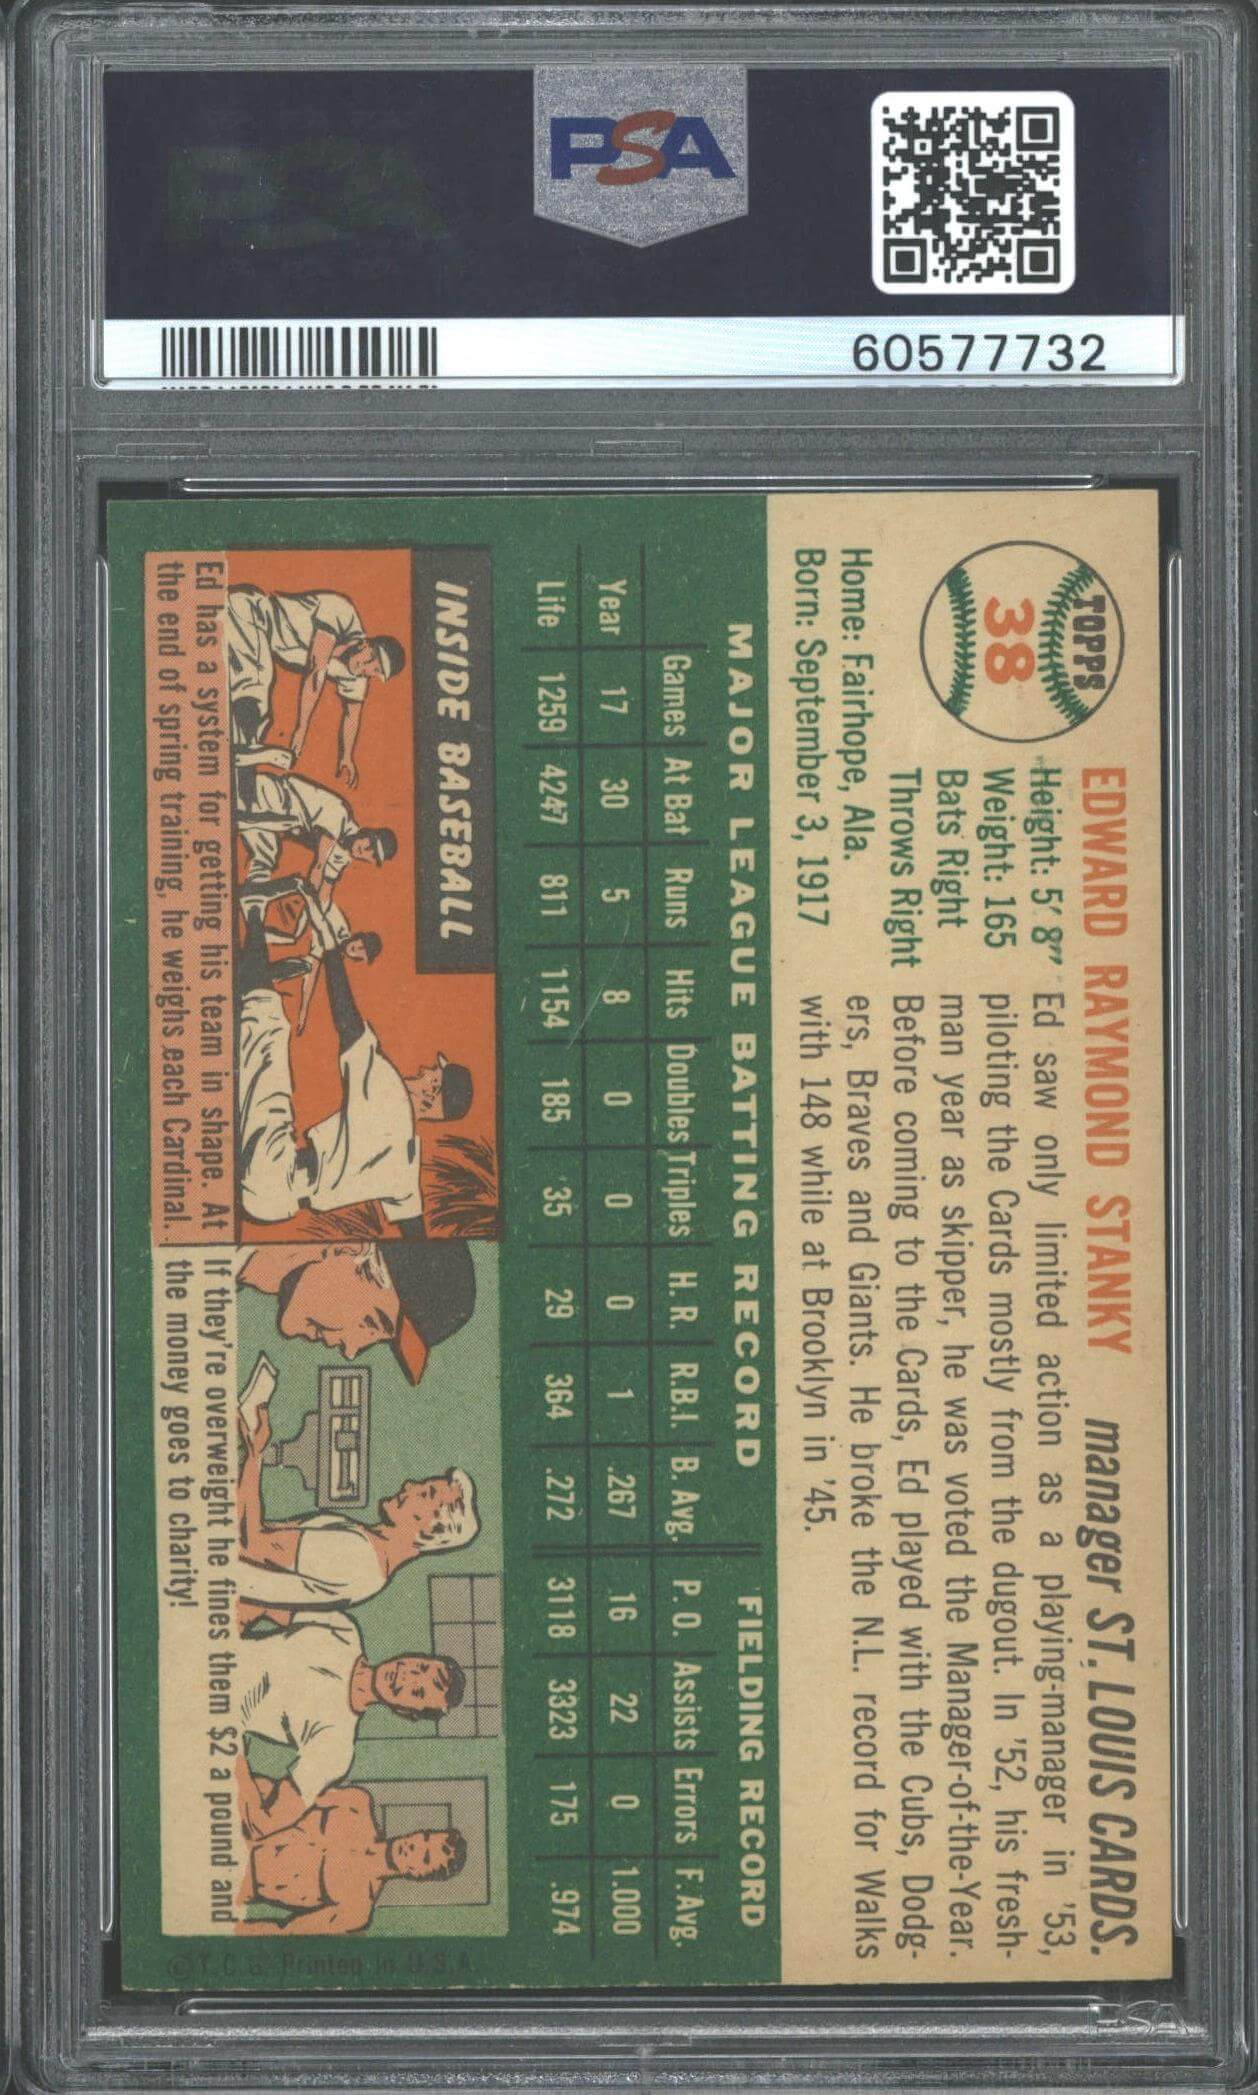 PSA
60577732
TOPPS
38
EDWARD RAYMOND STANKY manager ST. LOUIS CARDS.
Height: 5' 8"
Weight: 165
Bats Right
Throws Right
Home: Fairhope, Ala.
Born: September 3, 1917
Ed saw only limited action as a playing-manager in '53,
piloting the Cards mostly from the dugout. In '52, his fresh-
man year as skipper, he was voted the Manager-of-the-Year.
Before coming to the Cards, Ed played with the Cubs, Dodg-
ers, Braves and Giants. He broke the N.L. record for Walks
with 148 while at Brooklyn in '45.
MAJOR LEAGUE BATTING RECORD FIELDING RECORD
Games At Bat Runs Hits Doubles Triples H. R. R.B.I. B. Avg. P. O. Assists Errors F. Avg.
Year 17 30 5 8 0 0 0 1 .267 16 22 0 1.000
Life 1259 4247 811 1154 185 35 29 364 .272 3118 3323 175 .974
INSIDE BASEBALL
Ed has a system for getting his team in shape. At
the end of spring training, he weighs each Cardinal.
If they're overweight he fines them $2 a pound and
the money goes to charity!
© T. C. G. Printed in U.S.A.
PSA